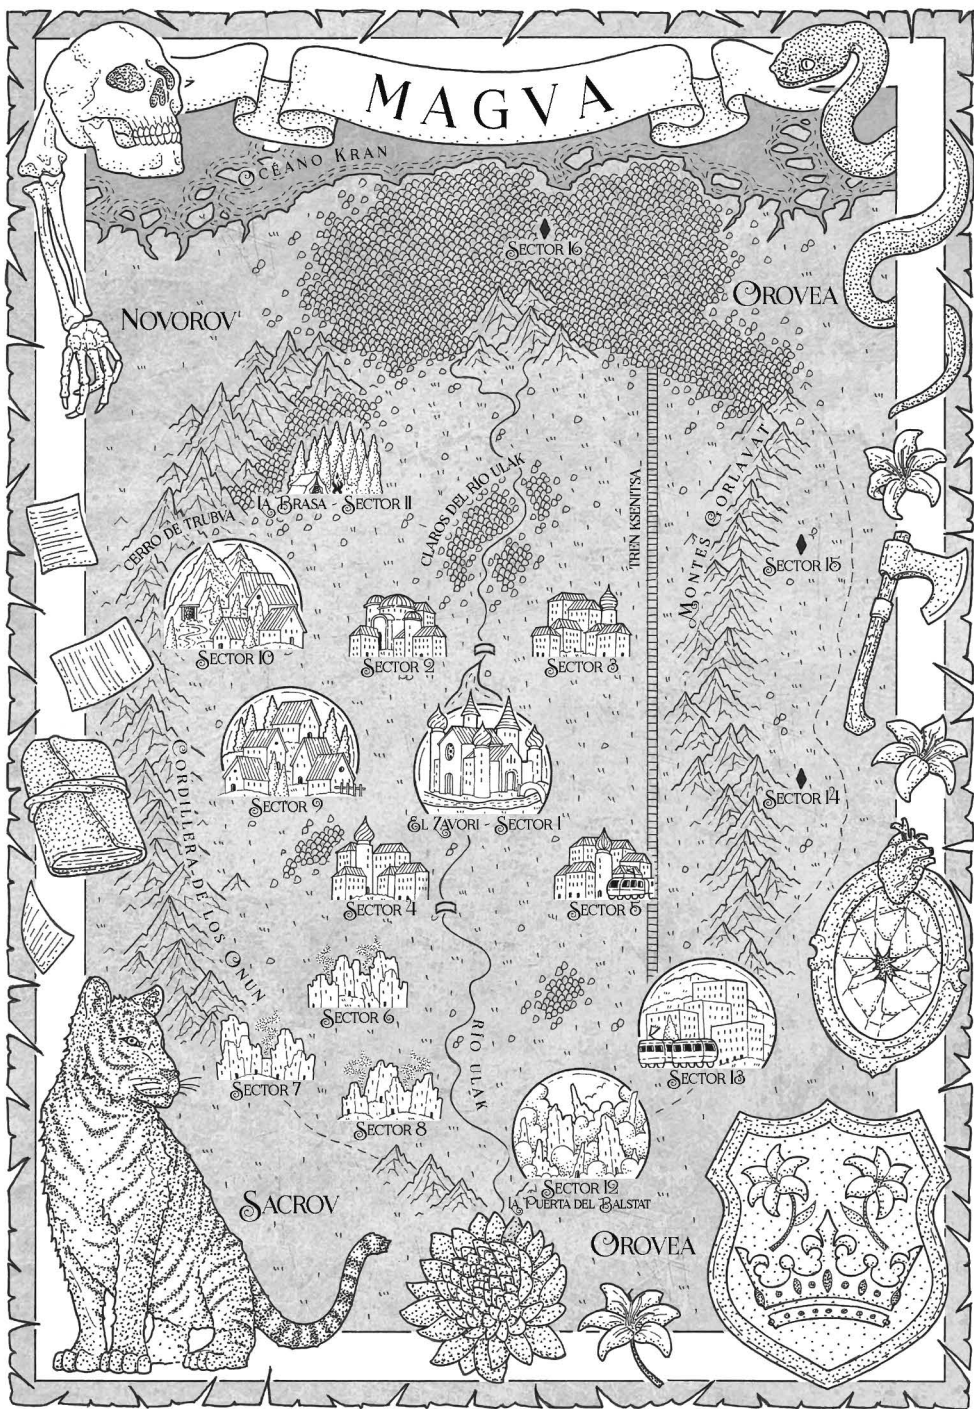 MAGVA
OCÉANO KRAN
SECTOR 16
NOVOROV
OROVEA
LA BRASA - SECTOR 11
CERRO DE TRUBVA
CLAROS DEL RÍO ULAK
TREN KSENITSA
MONTES GORLAVAT
SECTOR 15
SECTOR 10
SECTOR 2
SECTOR 3
CORDILLERA DE LOS ONUN
SECTOR 9
EL ZAVORI - SECTOR 1
SECTOR 14
SECTOR 4
SECTOR 5
SECTOR 6
RÍO ULAK
SECTOR 7
SECTOR 13
SECTOR 8
SECTOR 12
LA PUERTA DEL BALSTAT
SACROV
OROVEA